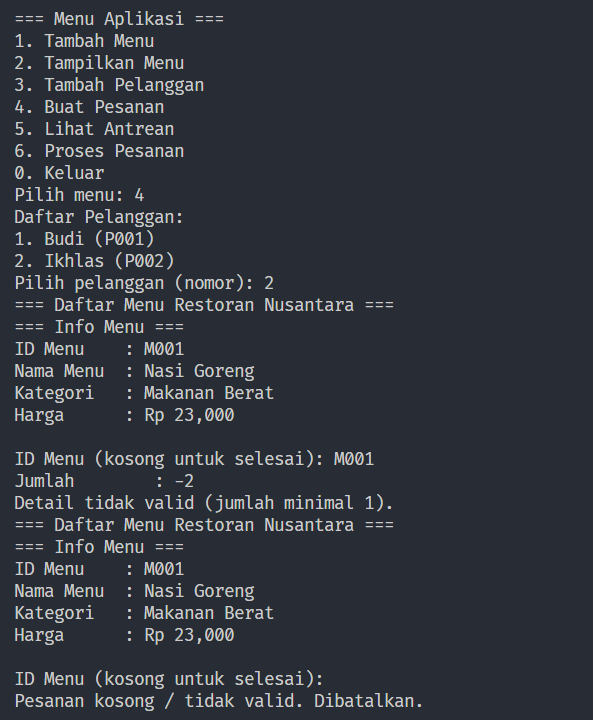 === Menu Aplikasi ===
1. Tambah Menu
2. Tampilkan Menu
3. Tambah Pelanggan
4. Buat Pesanan
5. Lihat Antrean
6. Proses Pesanan
0. Keluar
Pilih menu: 4
Daftar Pelanggan:
1. Budi (P001)
2. Ikhlas (P002)
Pilih pelanggan (nomor): 2
=== Daftar Menu Restoran Nusantara ===
=== Info Menu ===
ID Menu    : M001
Nama Menu  : Nasi Goreng
Kategori   : Makanan Berat
Harga      : Rp 23,000

ID Menu (kosong untuk selesai): M001
Jumlah        : -2
Detail tidak valid (jumlah minimal 1).
=== Daftar Menu Restoran Nusantara ===
=== Info Menu ===
ID Menu    : M001
Nama Menu  : Nasi Goreng
Kategori   : Makanan Berat
Harga      : Rp 23,000

ID Menu (kosong untuk selesai):
Pesanan kosong / tidak valid. Dibatalkan.